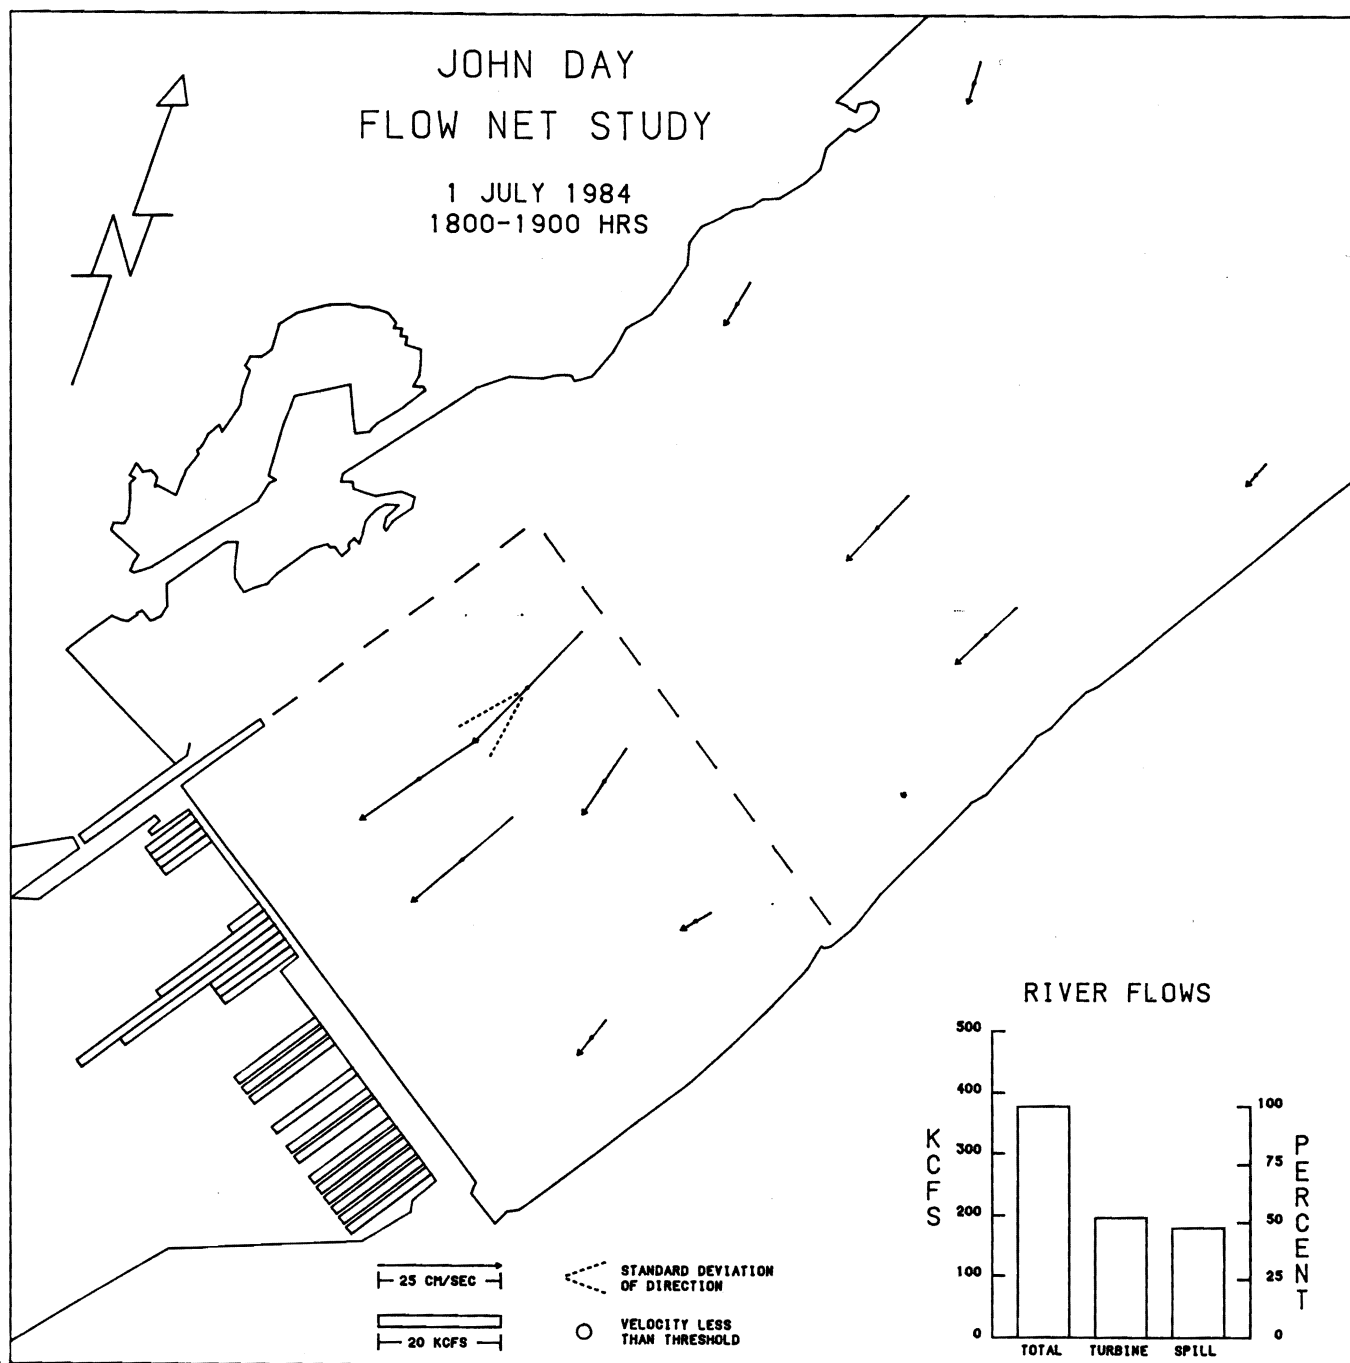 JOHN DAY
FLOW NET STUDY
1 JULY 1984
1800-1900 HRS
RIVER FLOWS
500
400
300
200
100
0
KCFS
100
75
50
25
0
PERCENT
TOTAL TURBINE SPILL
25 CM/SEC
STANDARD DEVIATION
OF DIRECTION
20 KCFS
VELOCITY LESS
THAN THRESHOLD